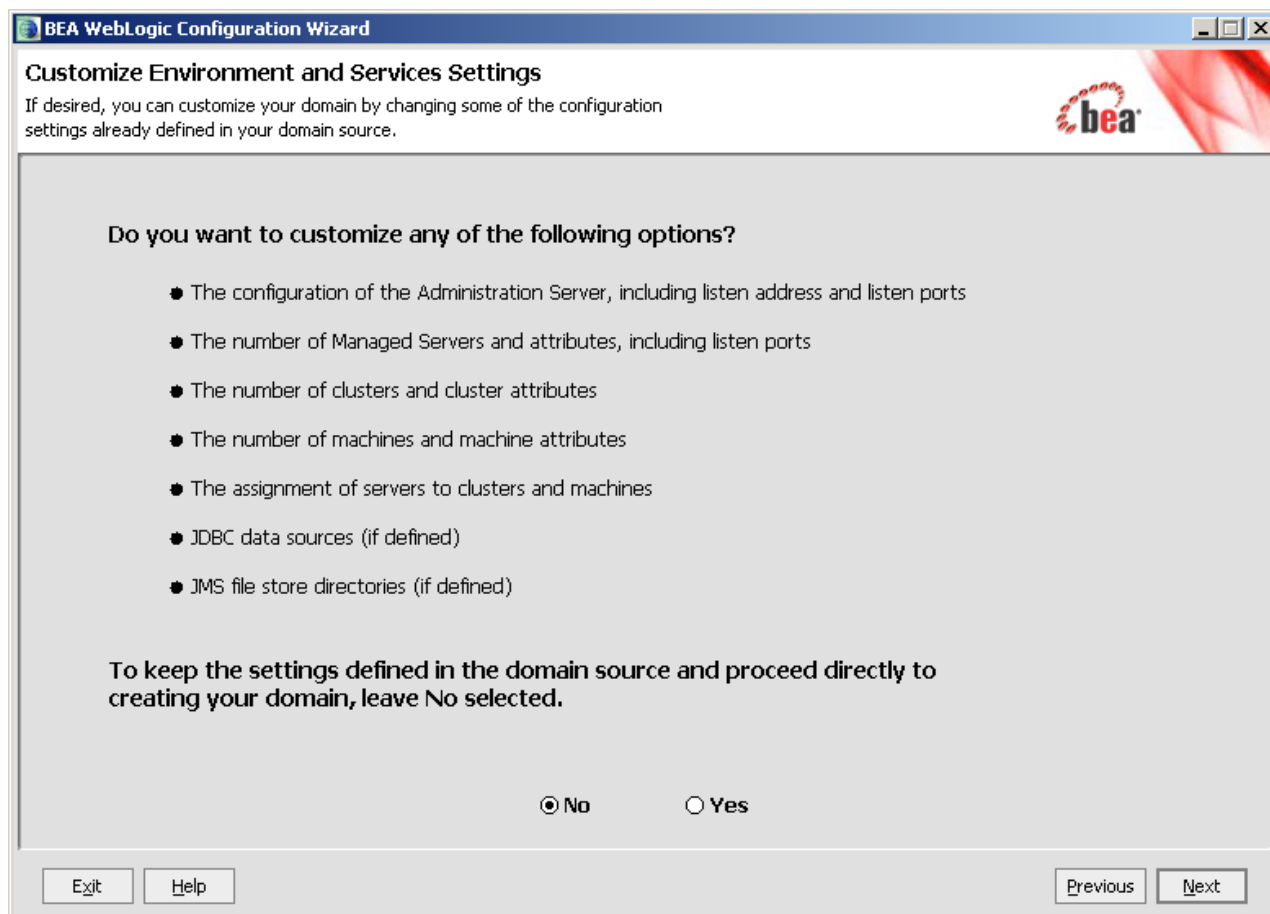 BEA WebLogic Configuration Wizard
Customize Environment and Services Settings
If desired, you can customize your domain by changing some of the configuration
settings already defined in your domain source.
bea
Do you want to customize any of the following options?
The configuration of the Administration Server, including listen address and listen ports
The number of Managed Servers and attributes, including listen ports
The number of clusters and cluster attributes
The number of machines and machine attributes
The assignment of servers to clusters and machines
JDBC data sources (if defined)
JMS file store directories (if defined)
To keep the settings defined in the domain source and proceed directly to
creating your domain, leave No selected.
No Yes
Exit Help Previous Next